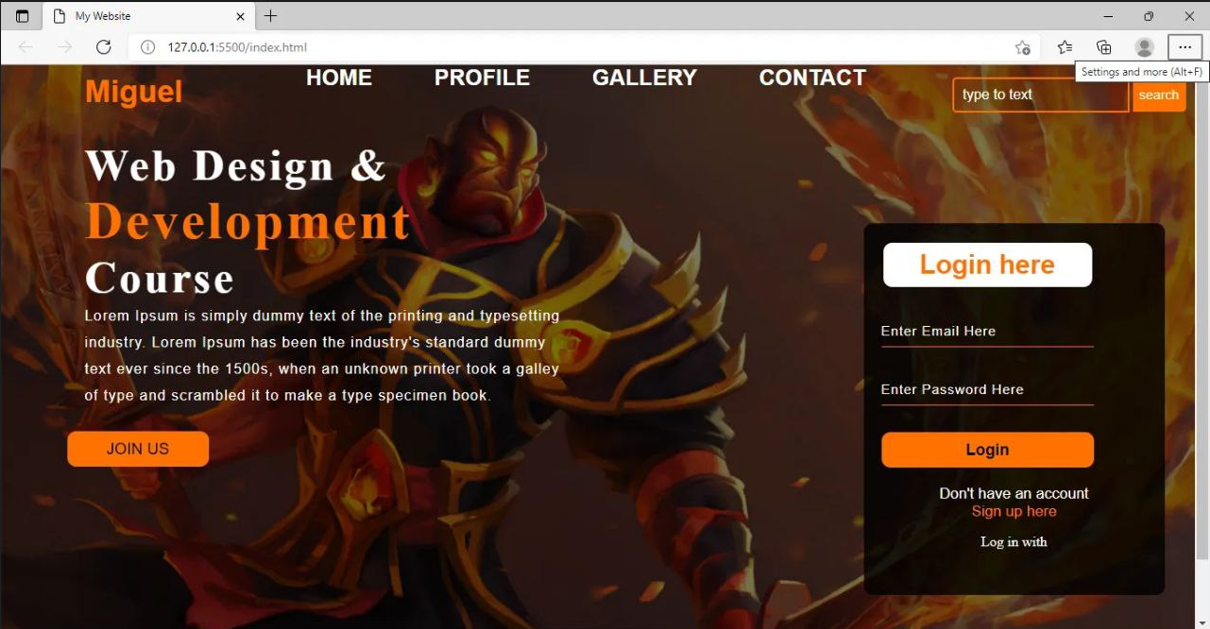 My Website
127.0.0.1:5500/index.html
Settings and more (Alt+F)
Miguel
HOME PROFILE GALLERY CONTACT
type to text search
Web Design &
Development
Course
Lorem Ipsum is simply dummy text of the printing and typesetting
industry. Lorem Ipsum has been the industry's standard dummy
text ever since the 1500s, when an unknown printer took a galley
of type and scrambled it to make a type specimen book.
JOIN US
Login here
Enter Email Here
Enter Password Here
Login
Don't have an account
Sign up here
Log in with